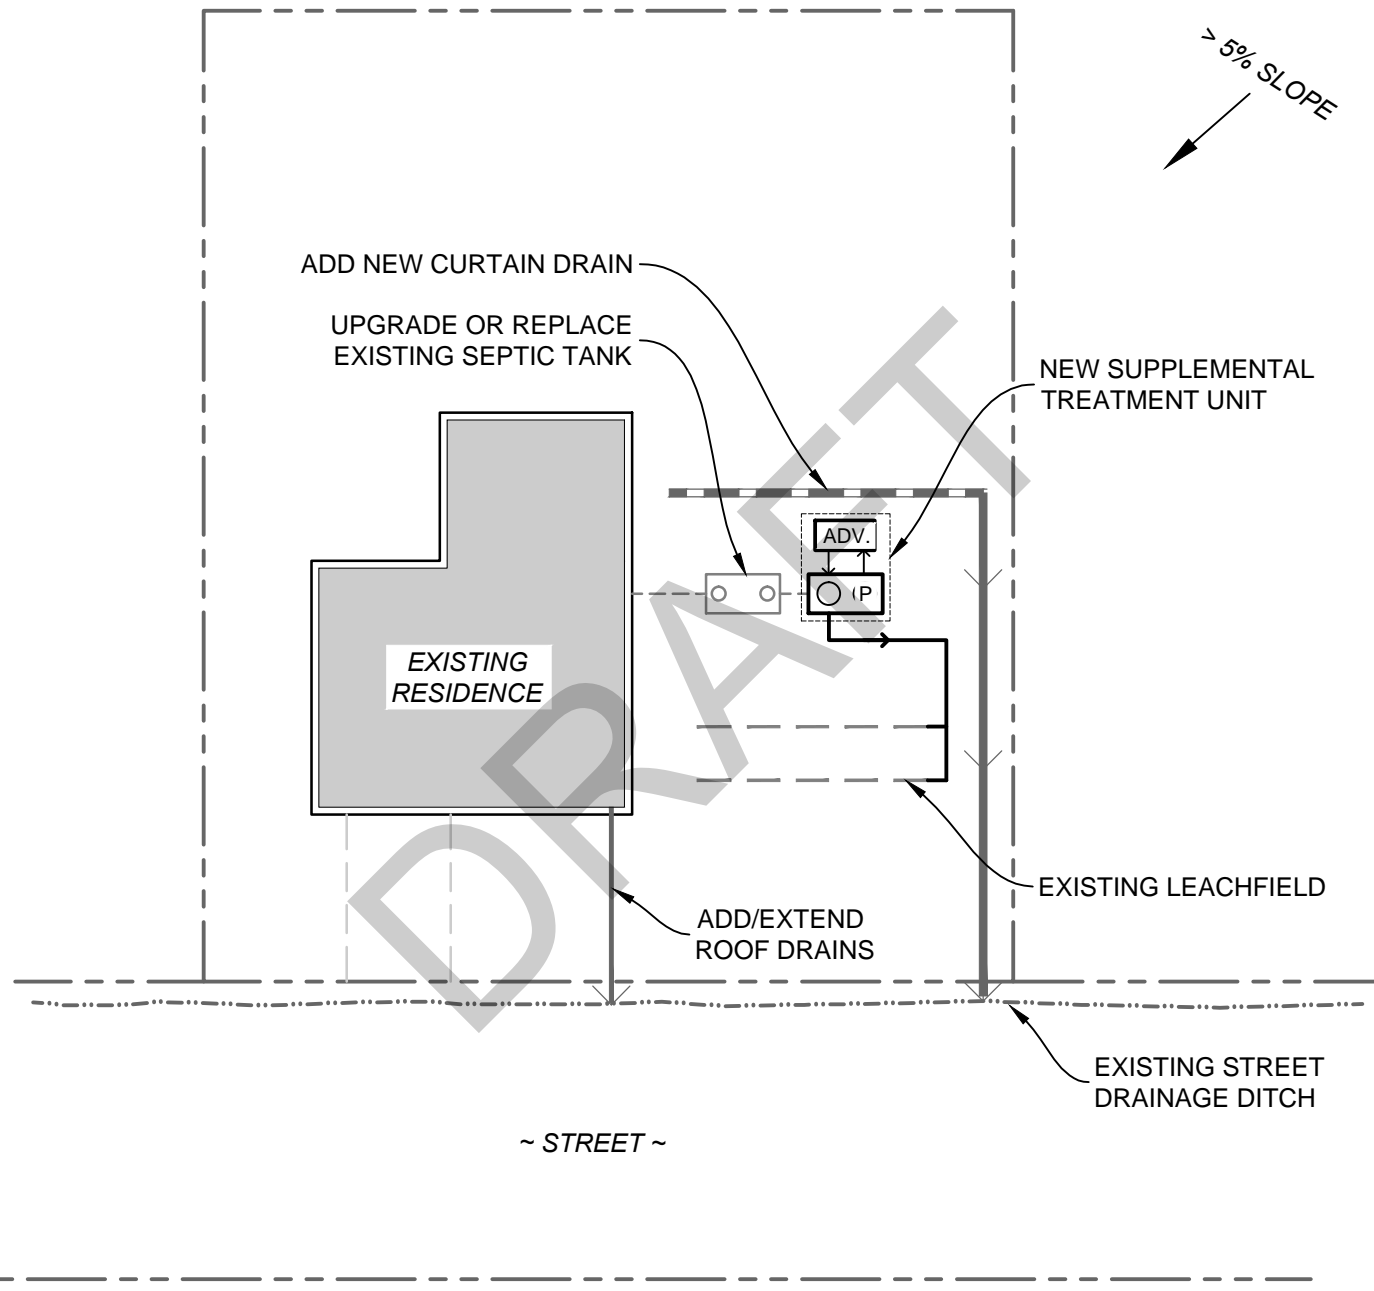 > 5% SLOPE
ADD NEW CURTAIN DRAIN
UPGRADE OR REPLACE
EXISTING SEPTIC TANK
NEW SUPPLEMENTAL
TREATMENT UNIT
ADV.
P
EXISTING
RESIDENCE
DRAFT
EXISTING LEACHFIELD
ADD/EXTEND
ROOF DRAINS
EXISTING STREET
DRAINAGE DITCH
~ STREET ~